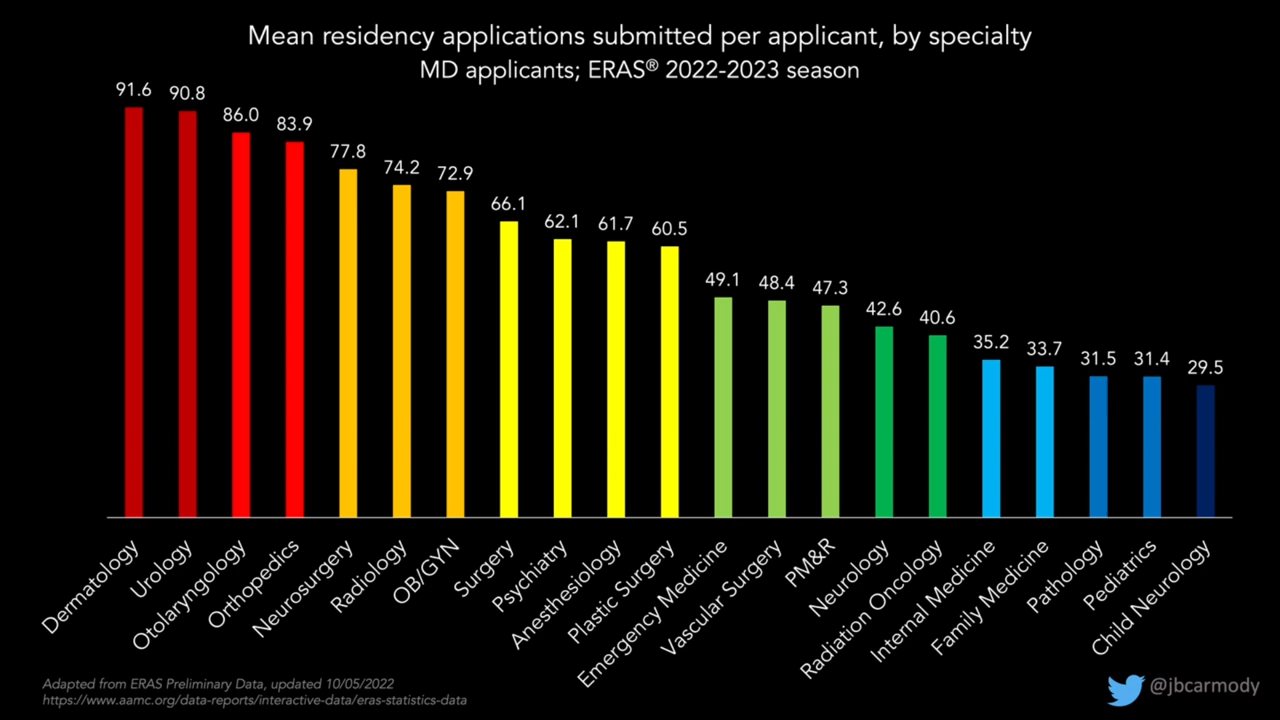 Mean residency applications submitted per applicant, by specialty
MD applicants; ERAS® 2022-2023 season
91.6
90.8
86.0
83.9
77.8
74.2
72.9
66.1
62.1
61.7
60.5
49.1
48.4
47.3
42.6
40.6
35.2
33.7
31.5
31.4
29.5
Dermatology
Urology
Otolaryngology
Orthopedics
Neurosurgery
Radiology
OB/GYN
Surgery
Psychiatry
Anesthesiology
Plastic Surgery
Emergency Medicine
Vascular Surgery
PM&R
Neurology
Radiation Oncology
Internal Medicine
Family Medicine
Pathology
Pediatrics
Child Neurology
Adapted from ERAS Preliminary Data, updated 10/05/2022
https://www.aamc.org/data-reports/interactive-data/eras-statistics-data
@jbcarmody